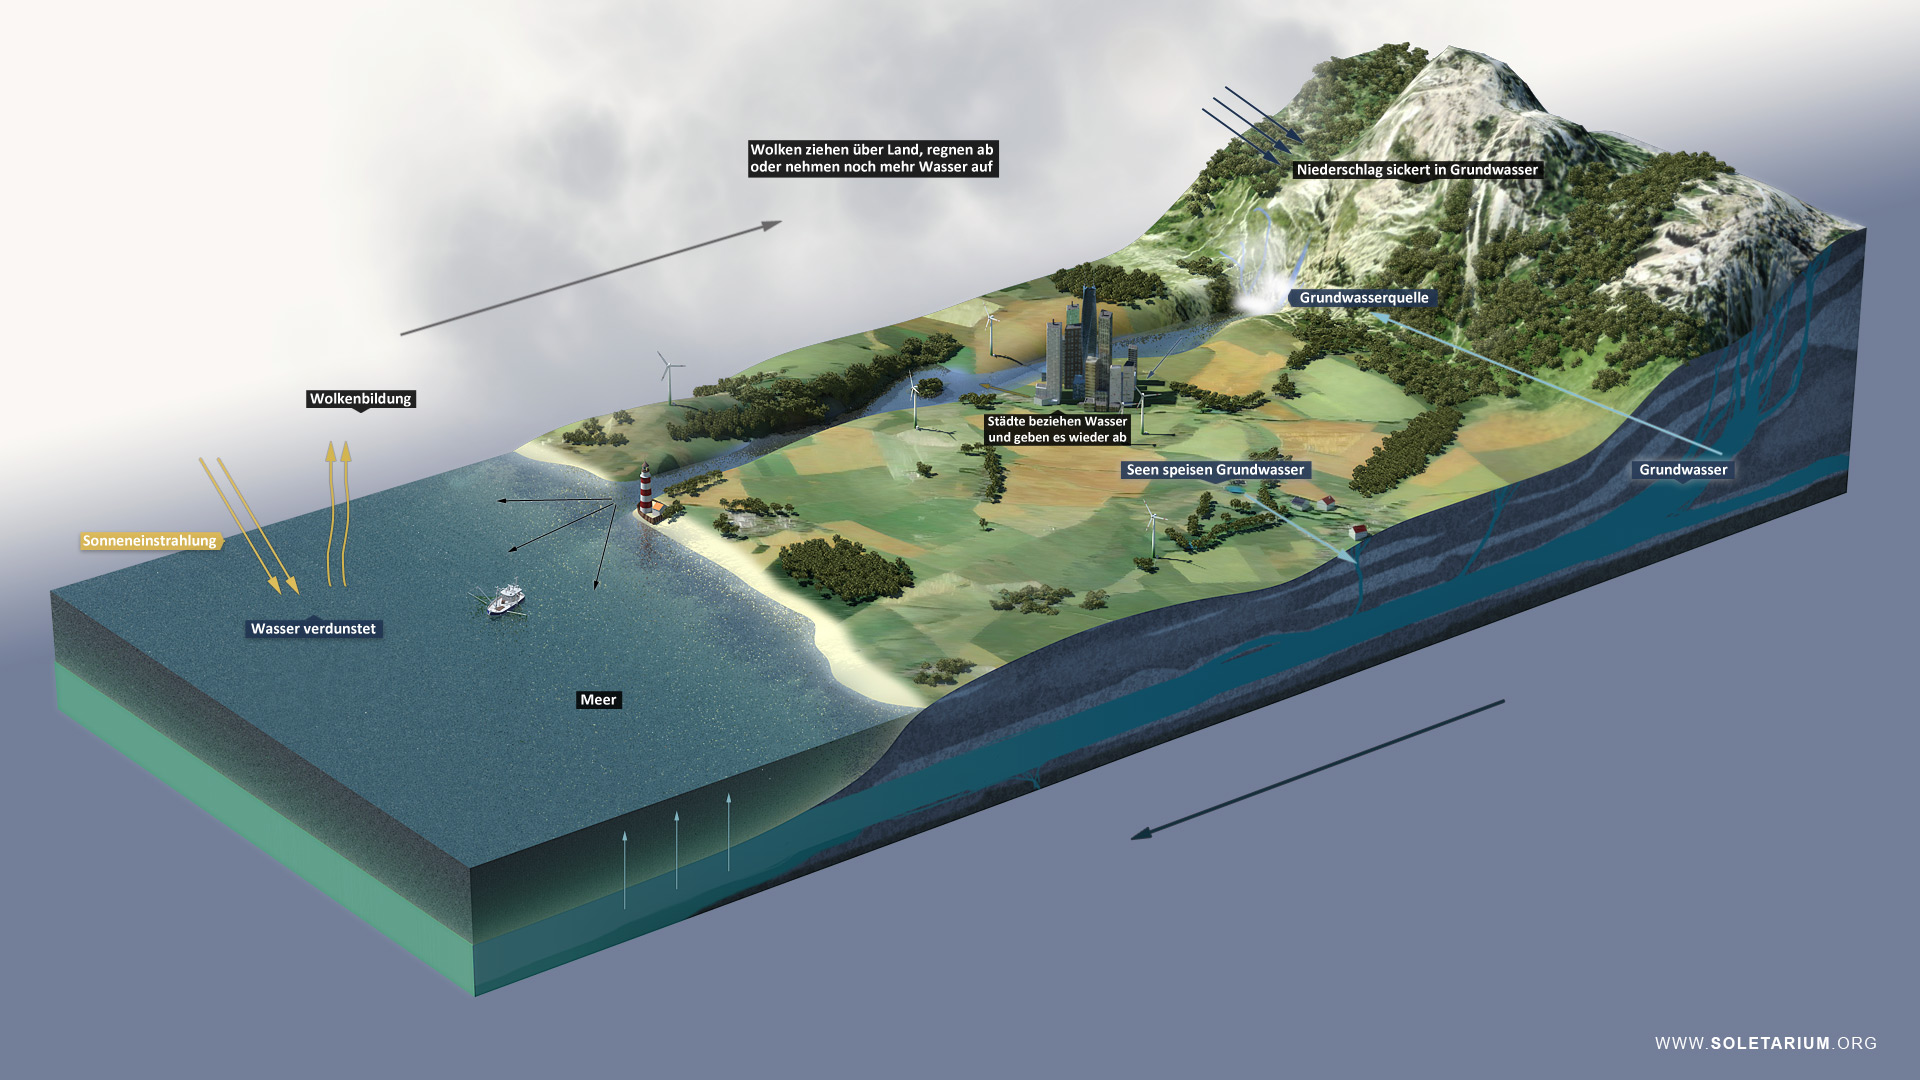 Wolken ziehen über Land, regnen ab
oder nehmen noch mehr Wasser auf
Niederschlag sickert in Grundwasser
Grundwasserquelle
Wolkenbildung
Städte beziehen Wasser
und geben es wieder ab
Seen speisen Grundwasser
Grundwasser
Sonneneinstrahlung
Wasser verdunstet
Meer
WWW.SOLETARIUM.ORG